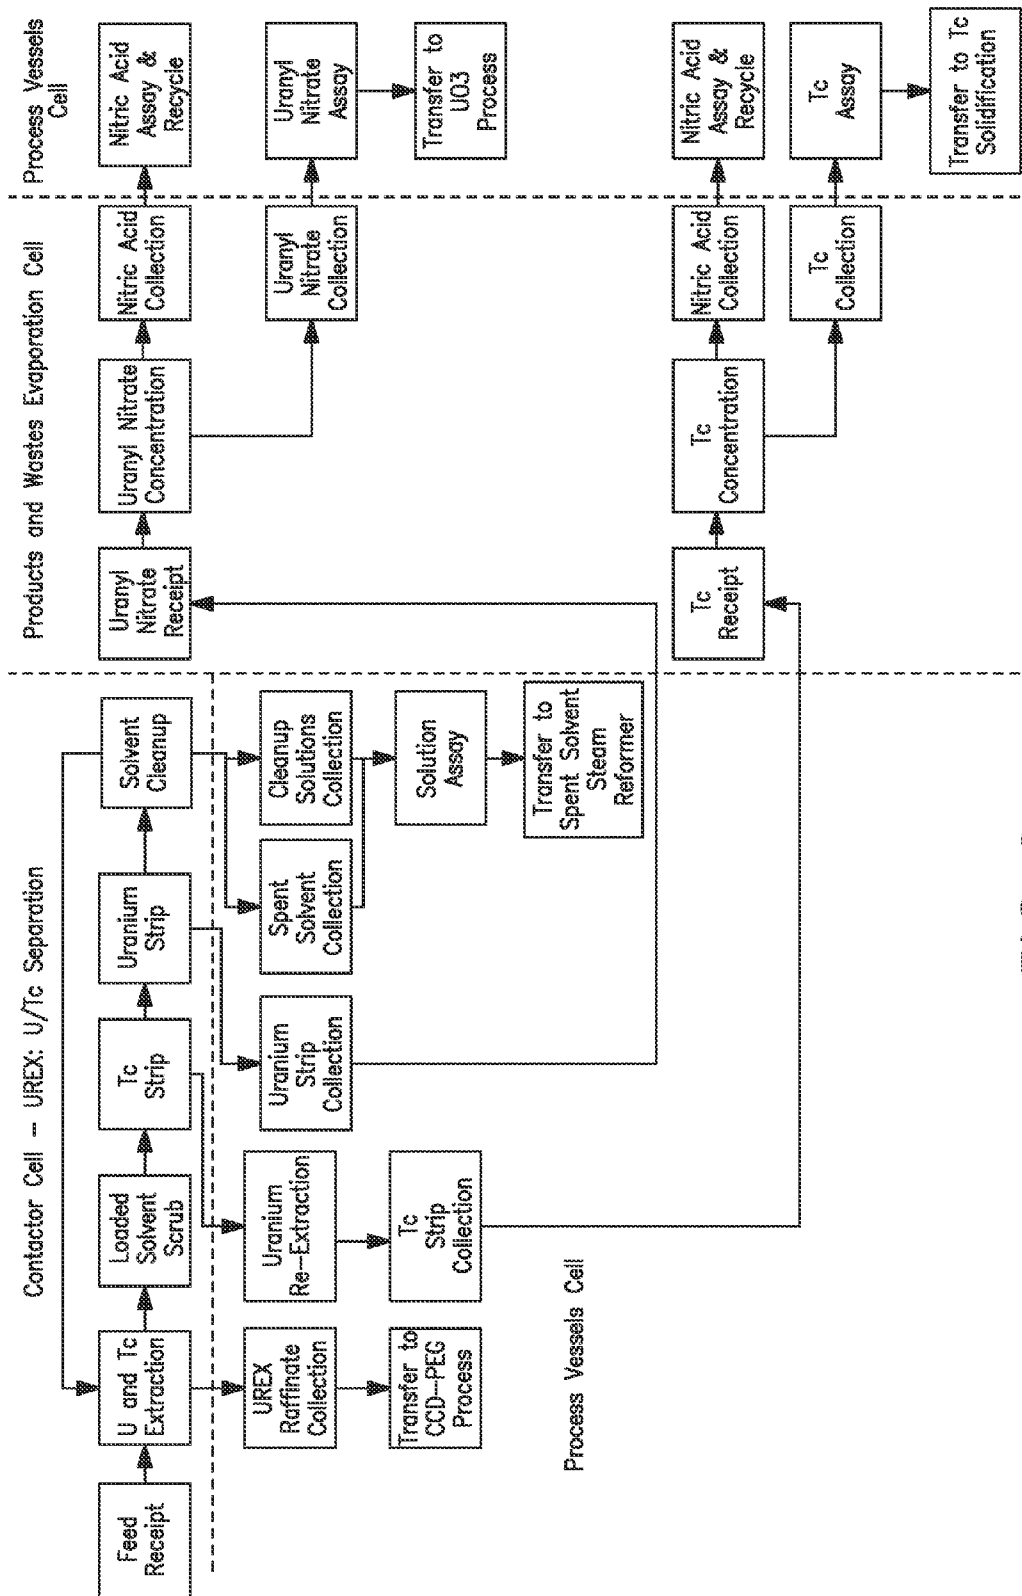 Contactor Cell – UREX: U/Tc Separation
Products and Wastes Evaporation Cell
Process Vessels
Cell
Feed
Receipt
U and Tc
Extraction
Loaded
Solvent
Scrub
Tc
Strip
Uranium
Strip
Solvent
Cleanup
Uranyl
Nitrate
Receipt
Uranyl Nitrate
Concentration
Nitric Acid
Collection
Nitric Acid
Assay &
Recycle
UREX
Raffinate
Collection
Uranium
Re–Extraction
Uranium
Strip
Collection
Spent
Solvent
Collection
Cleanup
Solutions
Collection
Uranyl
Nitrate
Collection
Uranyl
Nitrate
Assay
Transfer to
CCD–PEG
Process
Tc
Strip
Collection
Solution
Assay
Transfer to
UO3
Process
Transfer to
Spent Solvent
Steam
Reformer
Process Vessels Cell
Tc
Receipt
Tc
Concentration
Nitric Acid
Collection
Nitric Acid
Assay &
Recycle
Tc
Collection
Tc
Assay
Transfer to Tc
Solidification